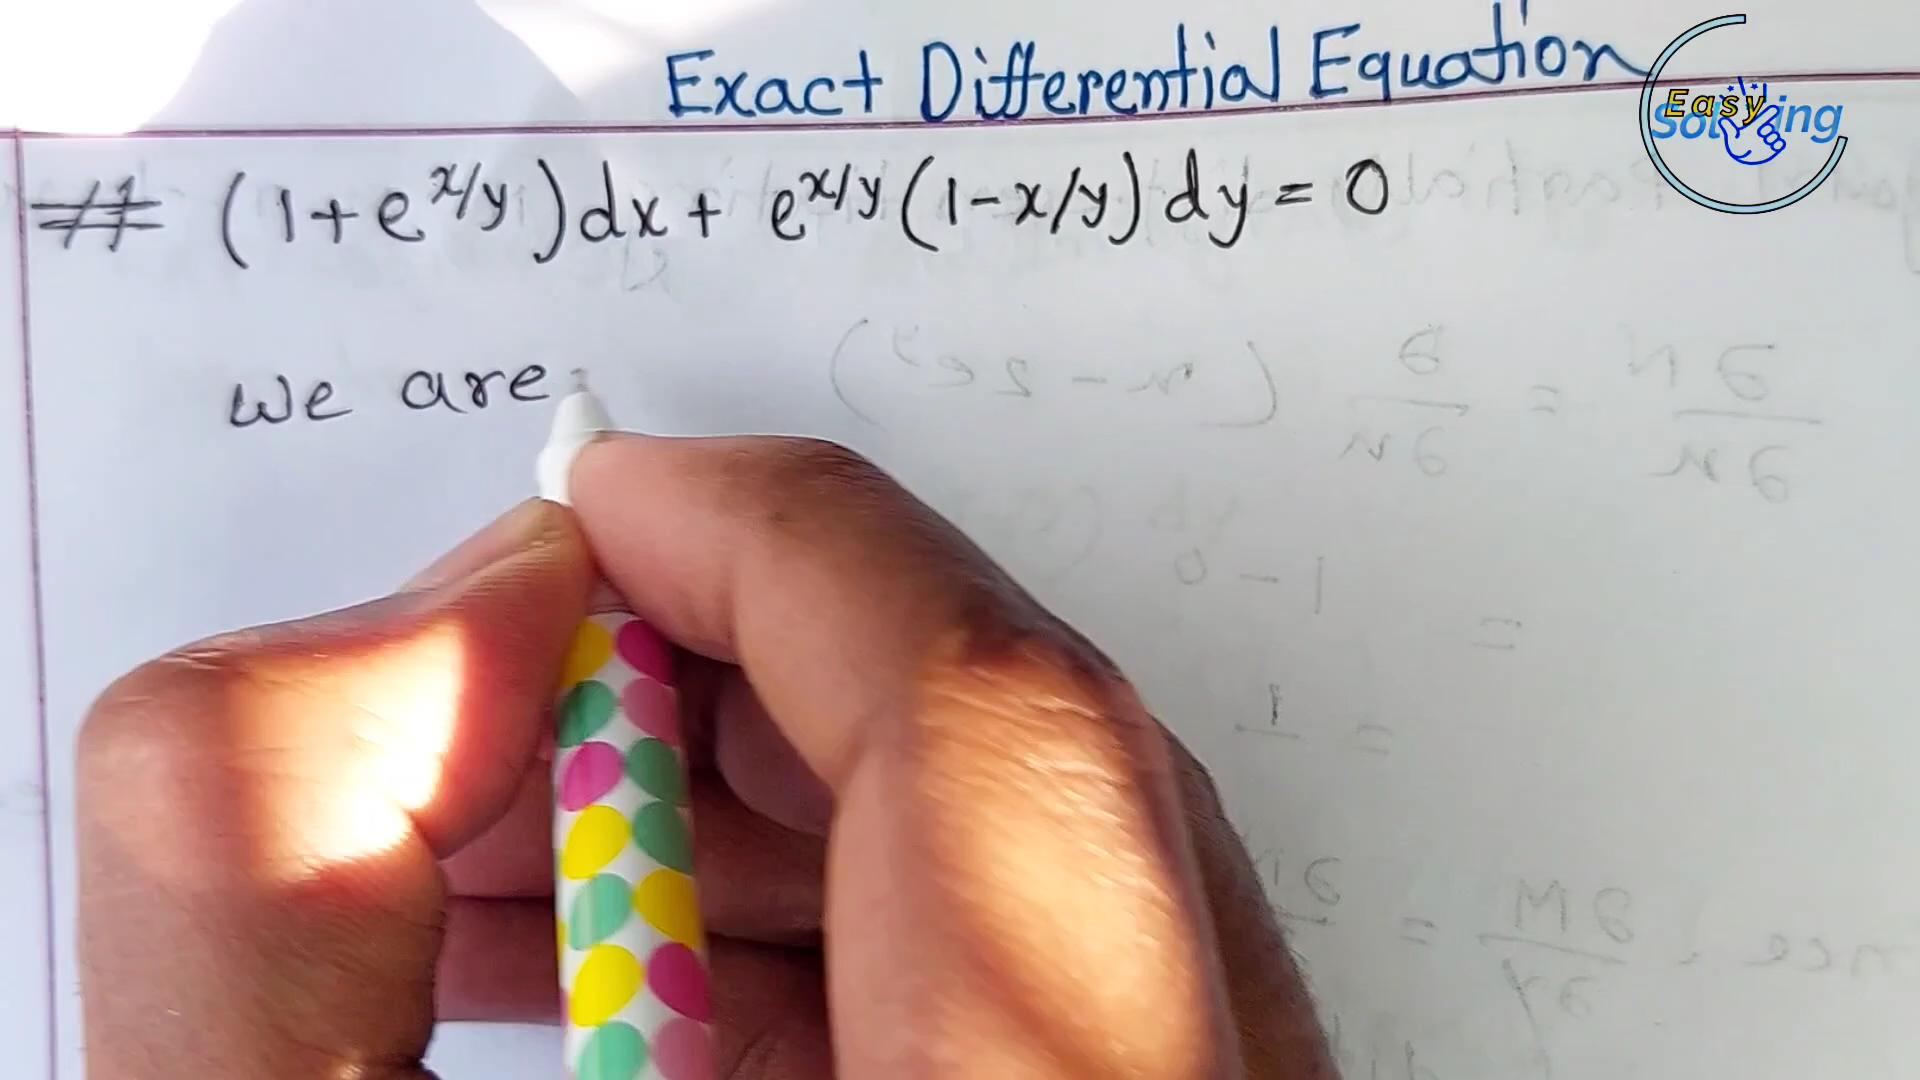 Exact Differential Equation
Easy
Solving
# (1+e^x/y)dx + e^x/y (1-x/y)dy = 0
we are